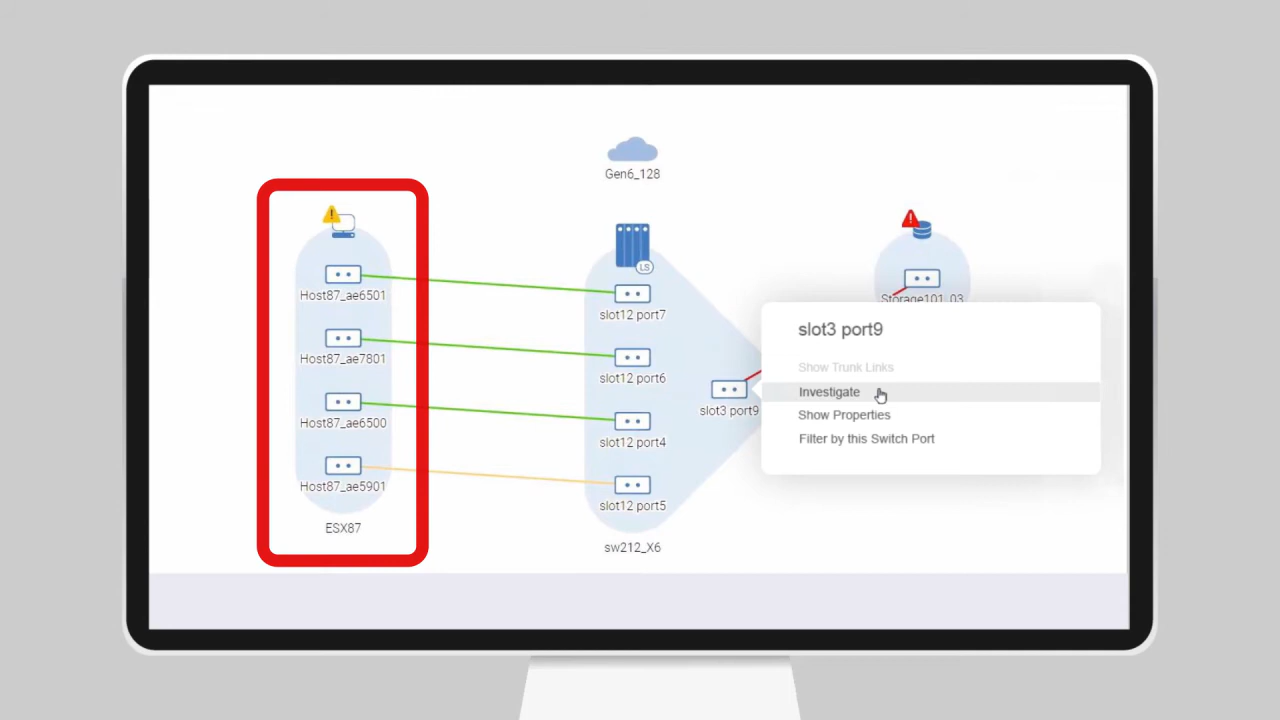 Gen6_128
LS
Host87_ae6501
Host87_ae7801
Host87_ae6500
Host87_ae5901
ESX87
slot12 port7
slot12 port6
slot12 port4
slot12 port5
sw212_X6
slot3 port9
Storage101_03
slot3 port9
Show Trunk Links
Investigate
Show Properties
Filter by this Switch Port